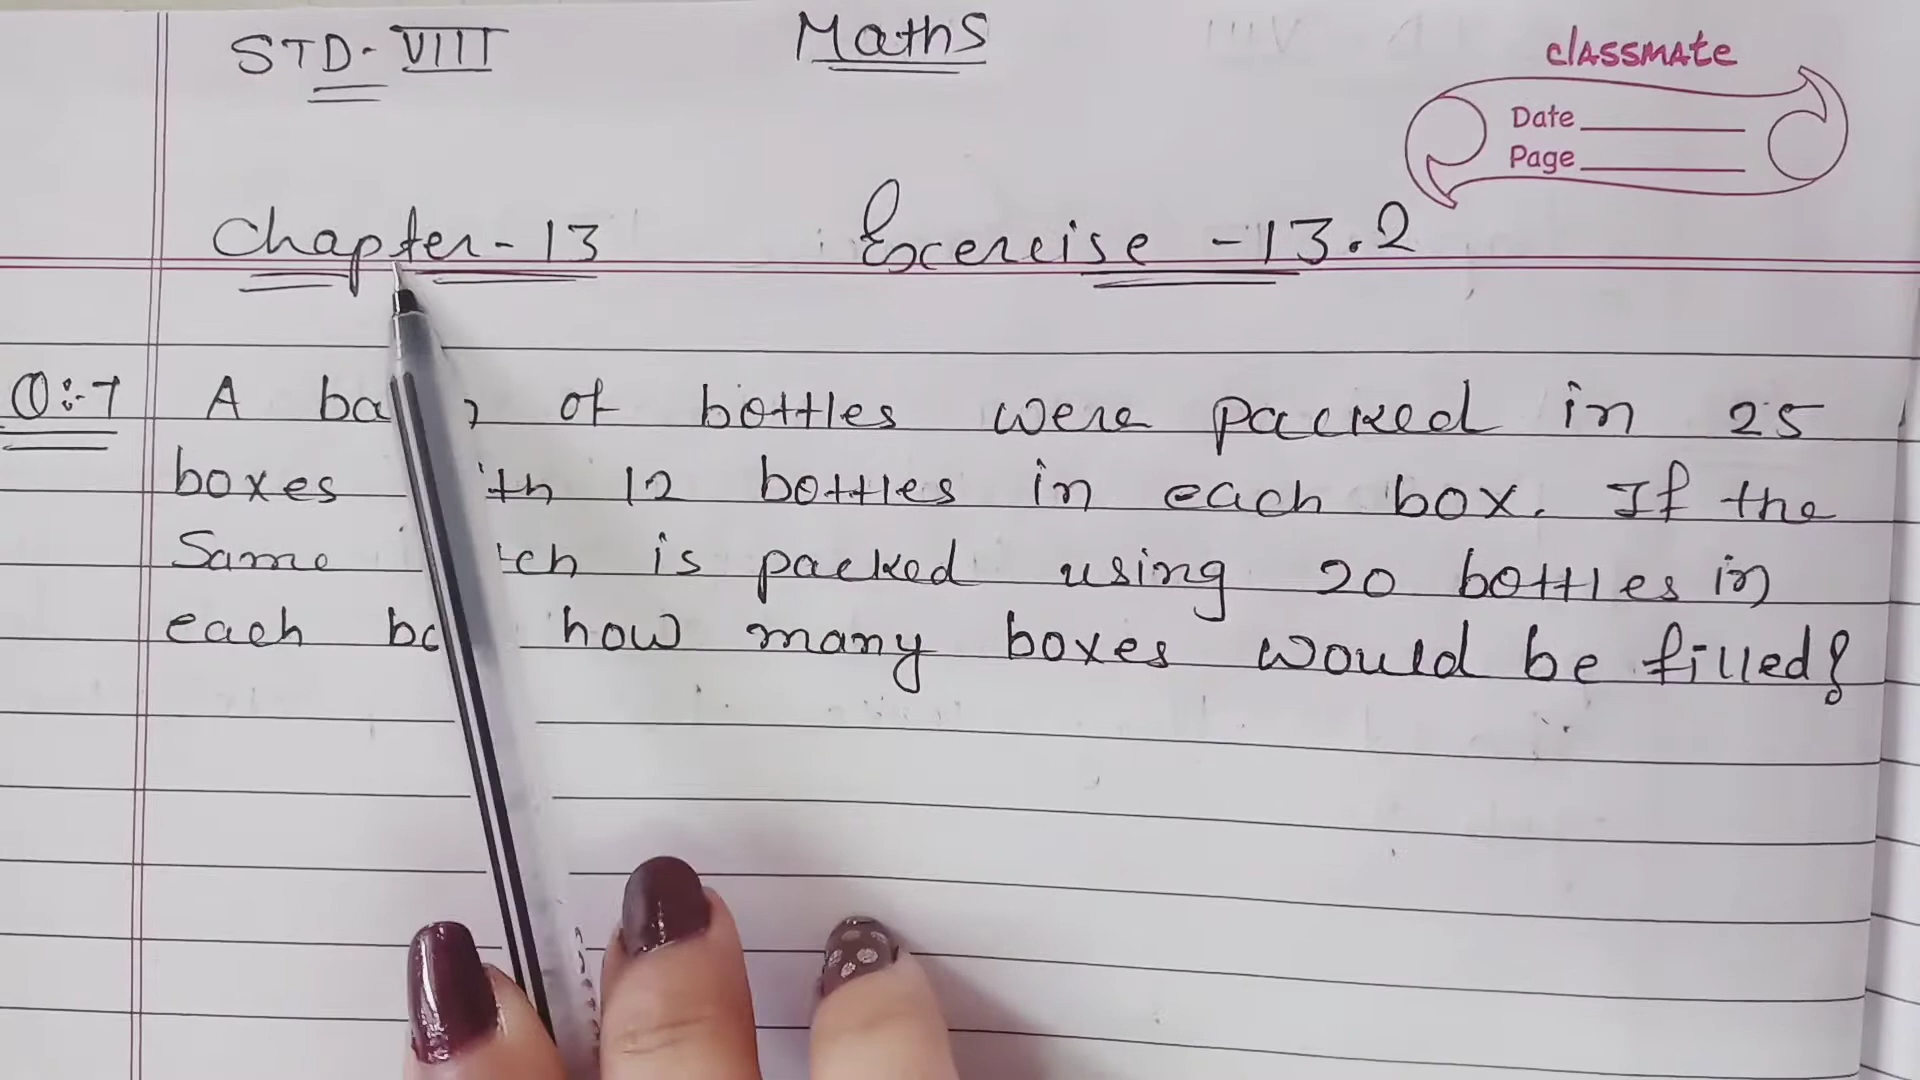 STD- VIII Maths
classmate
Date
Page
Chapter - 13 Exercise - 13.2
Q:-7 A of bottles were packed in 25
boxes 12 bottles in each box. If the
Same is packed using 20 bottles in
each how many boxes would be filled?